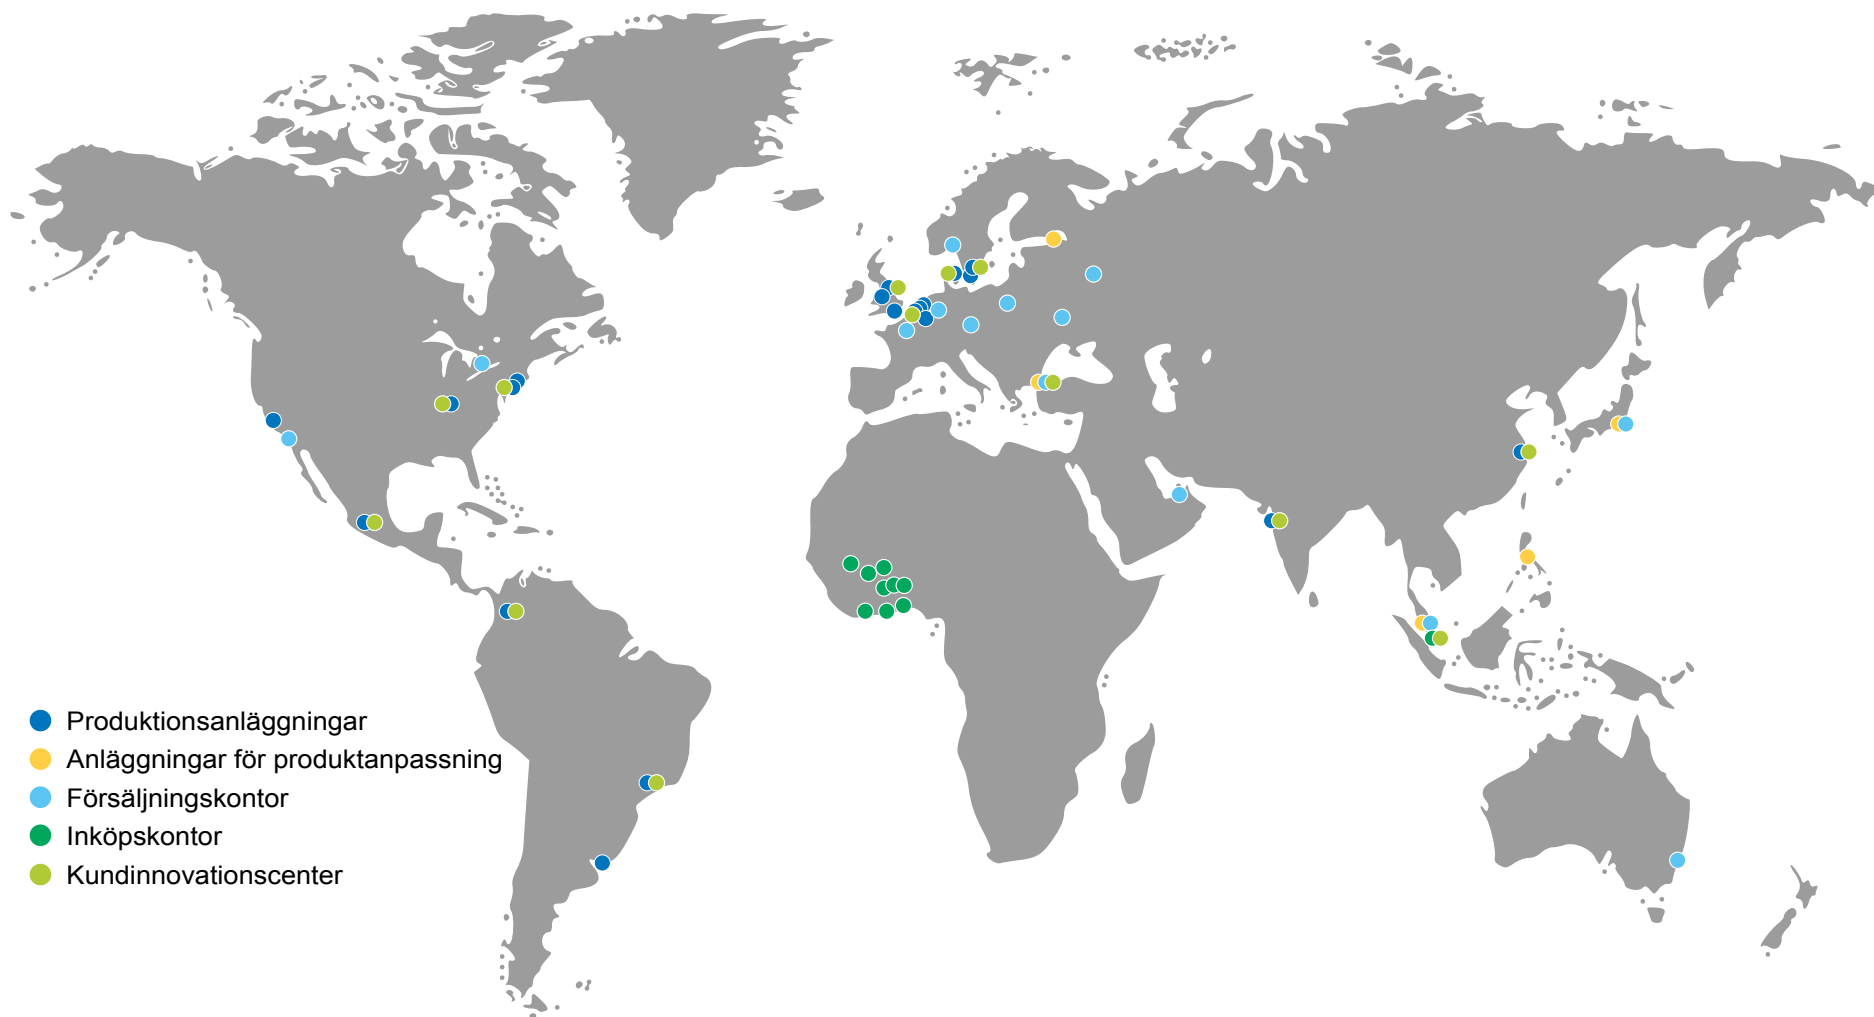 Produktionsanläggningar
Anläggningar för produktanpassning
Försäljningskontor
Inköpskontor
Kundinnovationscenter